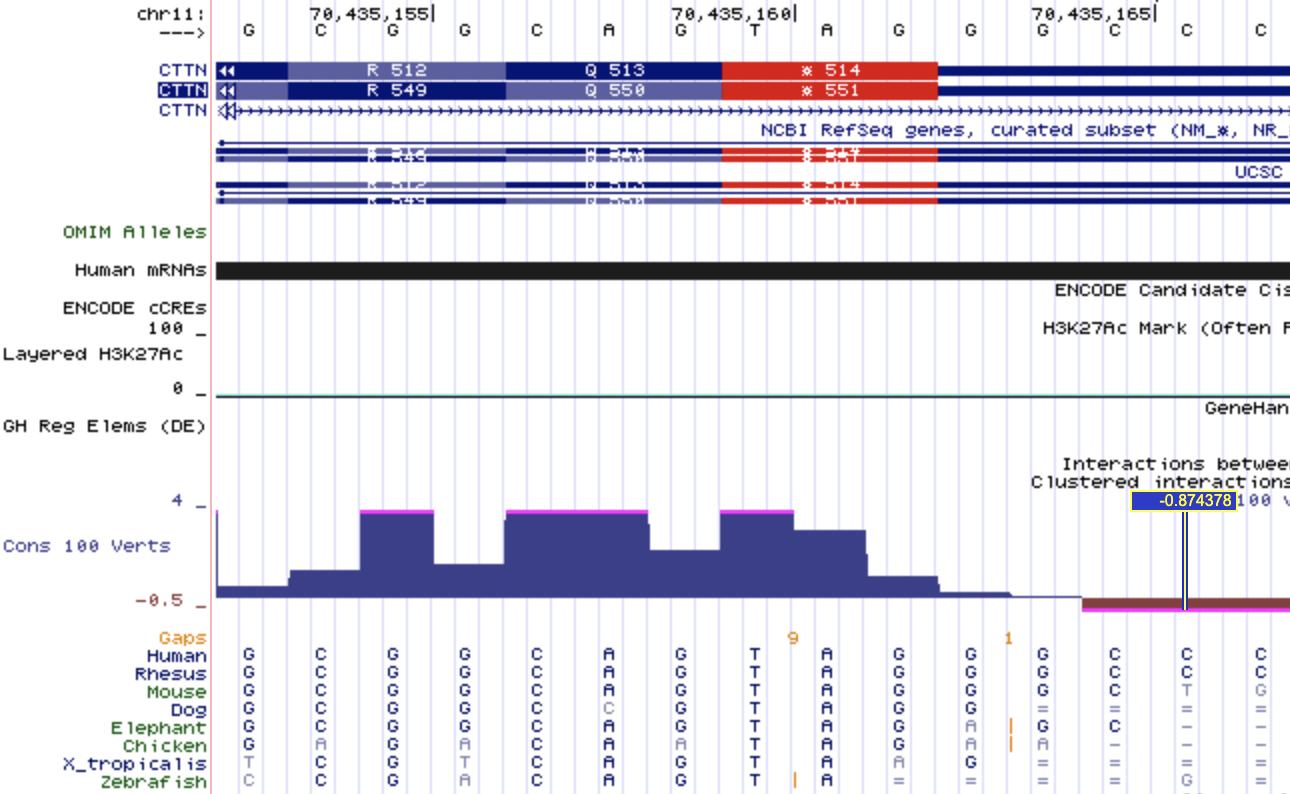 chr11: 70,435,155| 70,435,160| 70,435,165|
---> G C G G C A G T A G G G C C C
CTTN R 512 Q 513 * 514
CTTN R 549 Q 550 * 551
CTTN
NCBI RefSeq genes, curated subset (NM_*, NR_
UCSC
R 512 Q 513 * 514
OMIM Alleles
Human mRNAs
ENCODE Candidate Cis
ENCODE cCREs
100 _ H3K27Ac Mark (Often
Layered H3K27Ac
0 _
GeneHan
GH Reg Elems (DE)
Interactions betwee
Clustered interactions
4 _ -0.874378 100
Cons 100 Verts
-0.5 _
Gaps 9 1
Human G C G G C A G T A G G G C C C
Rhesus G C G G C A G T A G G G C C C
Mouse G C G G C A G T A G G G C T G
Dog G C G G C C G T A G G = = = =
Elephant G C G G C A G T A G A | G C - -
Chicken G A G A C A A T A G A | A - - -
X_tropicalis T C G T C A G T A A G = = = =
Zebrafish C C G A C A G T | A = = = = G =